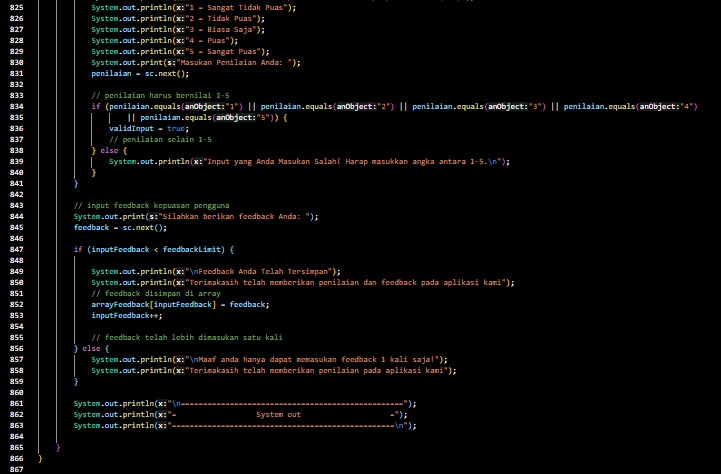 825 System.out.println(x:"1 = Sangat Tidak Puas");
826 System.out.println(x:"2 = Tidak Puas");
827 System.out.println(x:"3 = Biasa Saja");
828 System.out.println(x:"4 = Puas");
829 System.out.println(x:"5 = Sangat Puas");
830 System.out.print(s:"Masukan Penilaian Anda: ");
831 penilaian = sc.next();
832
833 // penilaian harus bernilai 1-5
834 if (penilaian.equals(anObject:"1") || penilaian.equals(anObject:"2") || penilaian.equals(anObject:"3") || penilaian.equals(anObject:"4")
835 || penilaian.equals(anObject:"5")) {
836 validInput = true;
837 // penilaian selain 1-5
838 } else {
839 System.out.println(x:"Input yang Anda Masukan Salah! Harap masukkan angka antara 1-5.\n");
840 }
841 }
842
843 // input feedback kepuasan pengguna
844 System.out.print(s:"Silahkan berikan feedback Anda: ");
845 feedback = sc.next();
846
847 if (inputFeedback < feedbackLimit) {
848
849 System.out.println(x:"\nFeedback Anda Telah Tersimpan");
850 System.out.println(x:"Terimakasih telah memberikan penilaian dan feedback pada aplikasi kami");
851 // feedback disimpan di array
852 arrayFeedback[inputFeedback] = feedback;
853 inputFeedback++;
854
855 // feedback telah lebih dimasukan satu kali
856 } else {
857 System.out.println(x:"\nMaaf anda hanya dapat memasukan feedback 1 kali saja!");
858 System.out.println(x:"Terimakasih telah memberikan penilaian pada aplikasi kami");
859 }
860
861 System.out.println(x:"\n==================================================");
862 System.out.println(x:"=                  System out                    =");
863 System.out.println(x:"==================================================\n");
864
865 }
866 }
867